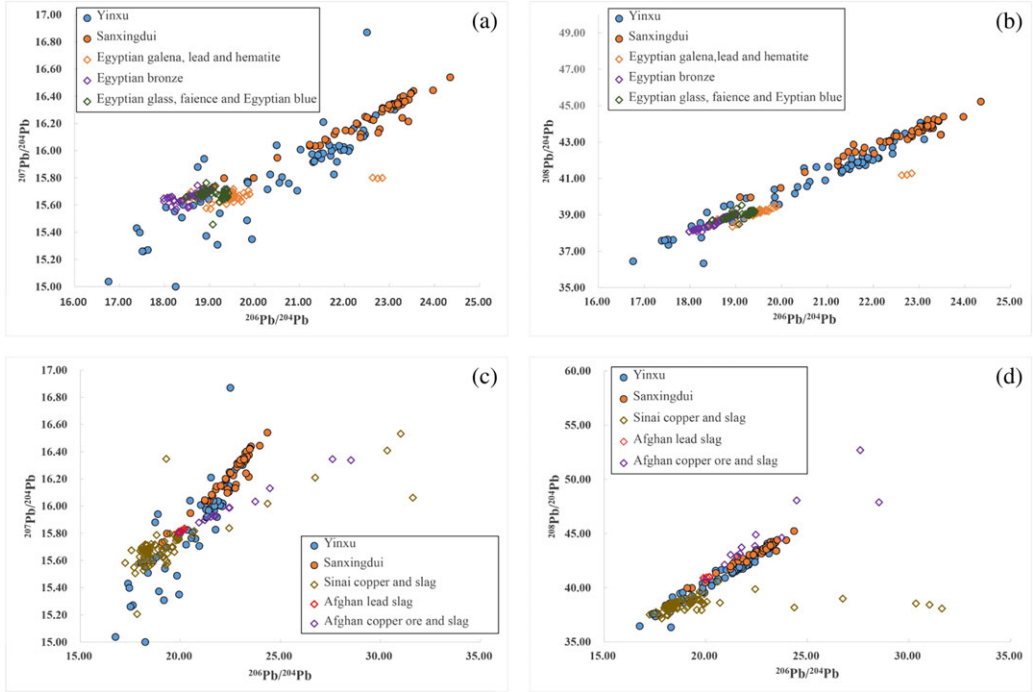 (a)
17.00
16.80
16.60
16.40
16.20
16.00
15.80
15.60
15.40
15.20
15.00
²⁰⁷Pb/²⁰⁴Pb
Yinxu
Sanxingdui
Egyptian galena, lead and hematite
Egyptian bronze
Egyptian glass, faience and Egyptian blue
16.00 17.00 18.00 19.00 20.00 21.00 22.00 23.00 24.00 25.00
²⁰⁶Pb/²⁰⁴Pb
(b)
49.00
47.00
45.00
43.00
41.00
39.00
37.00
35.00
²⁰⁸Pb/²⁰⁴Pb
Yinxu
Sanxingdui
Egyptian galena,lead and hematite
Egyptian bronze
Egyptian glass, faience and Eyptian blue
16.00 17.00 18.00 19.00 20.00 21.00 22.00 23.00 24.00 25.00
²⁰⁶Pb/²⁰⁴Pb
(c)
17.00
16.80
16.60
16.40
16.20
16.00
15.80
15.60
15.40
15.20
15.00
²⁰⁷Pb/²⁰⁴Pb
Yinxu
Sanxingdui
Sinai copper and slag
Afghan lead slag
Afghan copper ore and slag
15.00 20.00 25.00 30.00 35.00
²⁰⁶Pb/²⁰⁴Pb
(d)
60.00
55.00
50.00
45.00
40.00
35.00
²⁰⁸Pb/²⁰⁴Pb
Yinxu
Sanxingdui
Sinai copper and slag
Afghan lead slag
Afghan copper ore and slag
15.00 20.00 25.00 30.00 35.00
²⁰⁶Pb/²⁰⁴Pb